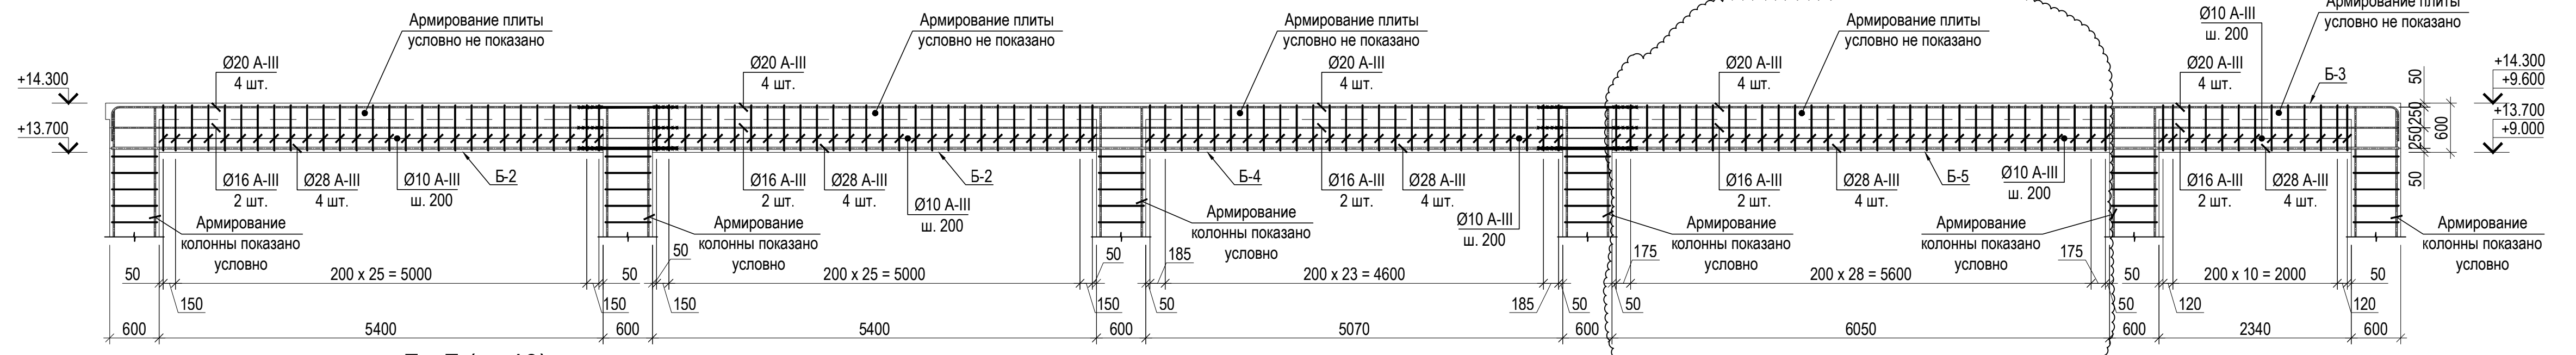 Армирование плиты
условно не показано
Армирование плиты
условно не показано
Армирование плиты
условно не показано
Армирование плиты
условно не показано
Армирование плиты
условно не показано
Ø10 А-III
ш. 200
+14.300
Ø20 А-III
4 шт.
Ø20 А-III
4 шт.
Ø20 А-III
4 шт.
Ø20 А-III
4 шт.
Ø20 А-III
4 шт.
Б-3
50
+14.300
+9.600
+13.700
250
250
600
+13.700
+9.000
50
Ø16 А-III
2 шт.
Ø28 А-III
4 шт.
Ø10 А-III
ш. 200
Б-2
Ø16 А-III
2 шт.
Ø28 А-III
4 шт.
Ø10 А-III
ш. 200
Б-2
Б-4
Ø16 А-III
2 шт.
Ø28 А-III
4 шт.
Ø10 А-III
ш. 200
Ø16 А-III
2 шт.
Ø28 А-III
4 шт.
Б-5
Ø10 А-III
ш. 200
Ø16 А-III
2 шт.
Ø28 А-III
4 шт.
Армирование
колонны показано
условно
Армирование
колонны показано
условно
Армирование
колонны показано
условно
Армирование
колонны показано
условно
Армирование
колонны показано
условно
Армирование
колонны показано
условно
50
200 x 25 = 5000
50
50
200 x 25 = 5000
50
185
200 x 23 = 4600
175
200 x 28 = 5600
175
50
200 x 10 = 2000
50
150
150
150
150
50
185
50
50
50
120
120
600
5400
600
5400
600
5070
600
6050
600
2340
600